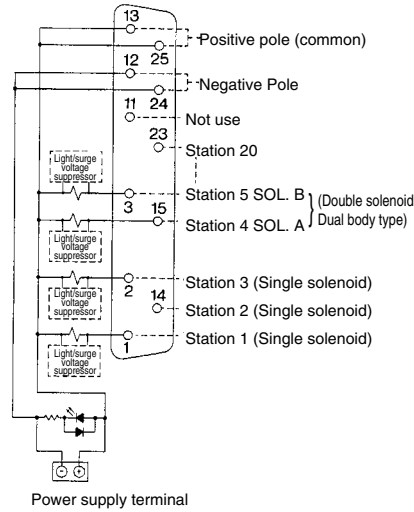 13
Positive pole (common)
25
12
Negative Pole
24
11
Not use
23
Station 20
Light/surge
voltage
suppressor
Station 5 SOL. B
(Double solenoid
Dual body type)
3
15
Station 4 SOL. A
Light/surge
voltage
suppressor
Station 3 (Single solenoid)
2
14
Light/surge
voltage
suppressor
Station 2 (Single solenoid)
Station 1 (Single solenoid)
1
Light/surge
voltage
suppressor
- +
Power supply terminal